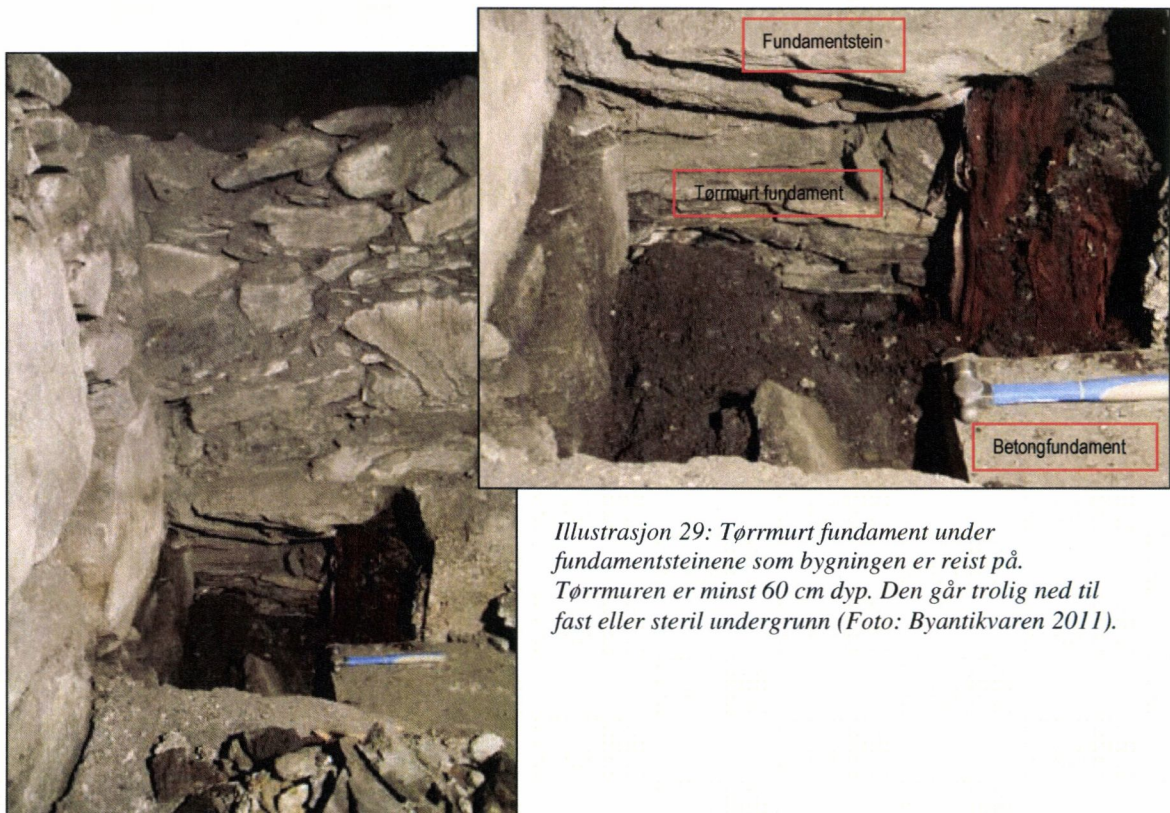 Fundamentstein
Tørrmurt fundament
Betongfundament
Illustrasjon 29: Tørrmurt fundament under
fundamentsteinene som bygningen er reist på.
Tørrmuren er minst 60 cm dyp. Den går trolig ned til
fast eller steril undergrunn (Foto: Byantikvaren 2011).